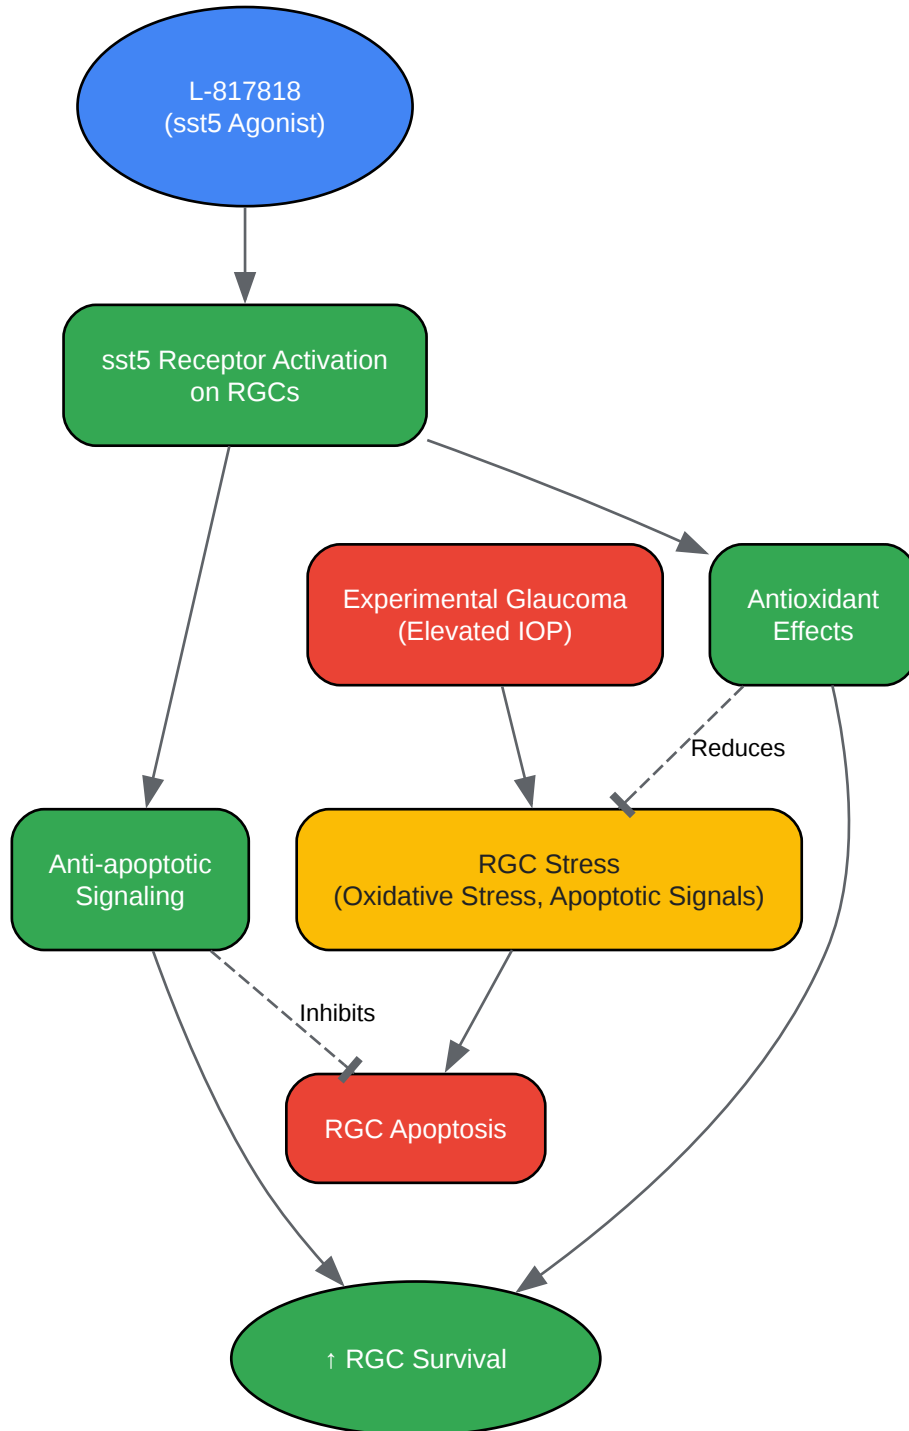 L-817818
(sst5 Agonist)
sst5 Receptor Activation
on RGCs
Experimental Glaucoma
(Elevated IOP)
Antioxidant
Effects
Reduces
Anti-apoptotic
Signaling
RGC Stress
(Oxidative Stress, Apoptotic Signals)
Inhibits
RGC Apoptosis
↑ RGC Survival